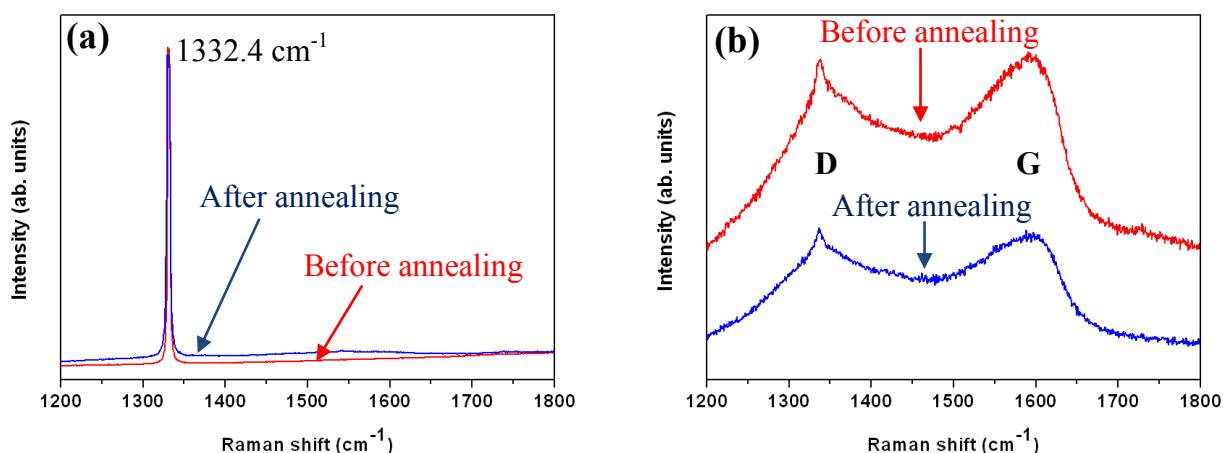 (a)
1332.4 cm⁻¹
After annealing
Before annealing
Intensity (ab. units)
1200 1300 1400 1500 1600 1700 1800
Raman shift (cm⁻¹)
(b)
Before annealing
D G
After annealing
Intensity (ab. units)
1200 1300 1400 1500 1600 1700 1800
Raman shift (cm⁻¹)